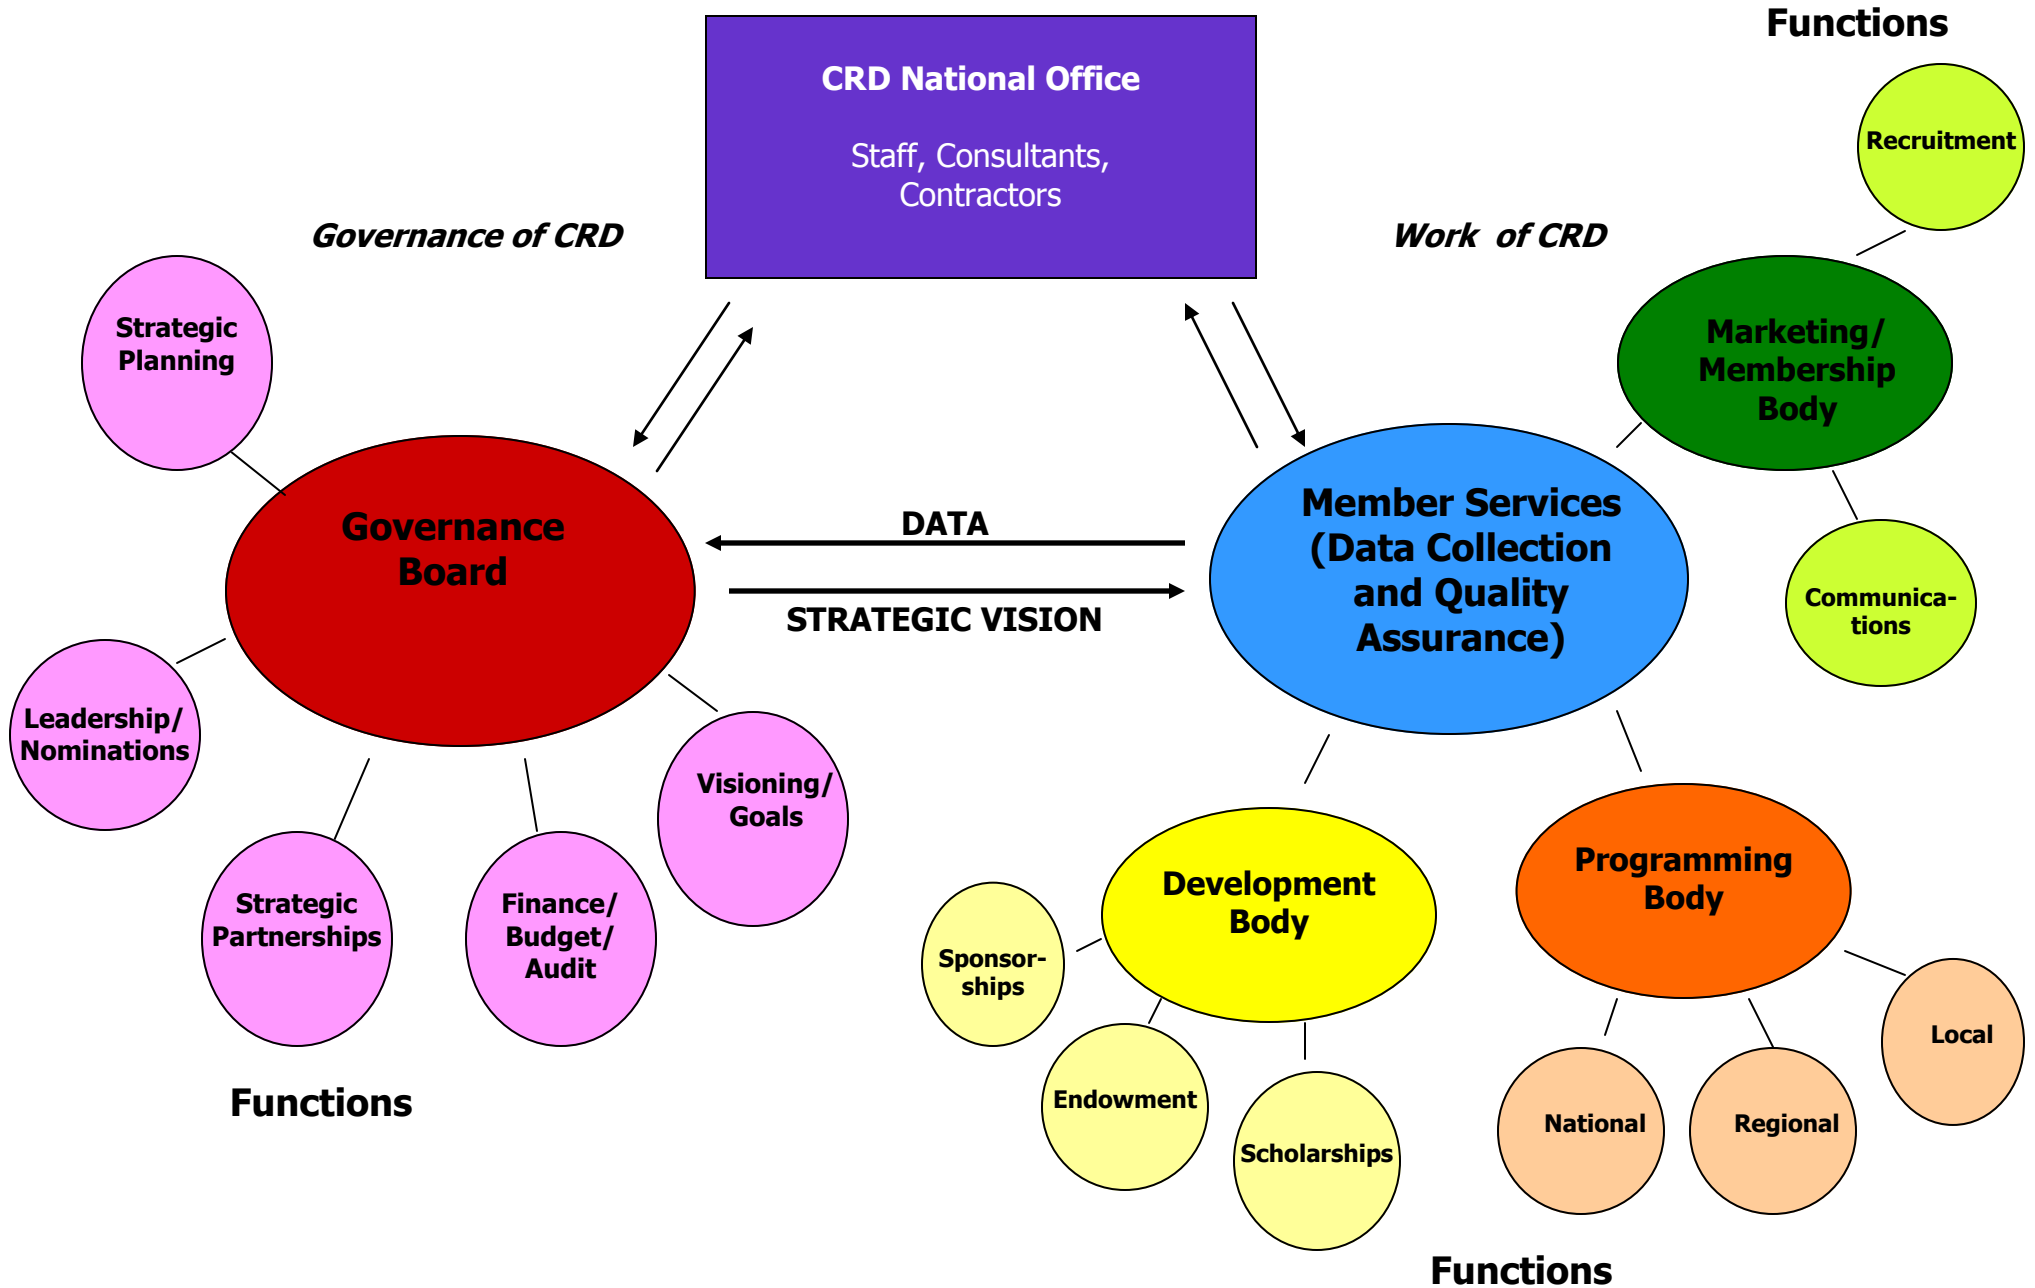 Functions
CRD National Office
Staff, Consultants,
Contractors
Recruitment
Governance of CRD
Work of CRD
Strategic
Planning
Marketing/
Membership
Body
Governance
Board
DATA
STRATEGIC VISION
Member Services
(Data Collection
and Quality
Assurance)
Communica-
tions
Leadership/
Nominations
Visioning/
Goals
Strategic
Partnerships
Finance/
Budget/
Audit
Development
Body
Programming
Body
Sponsor-
ships
Endowment
Scholarships
National
Regional
Local
Functions
Functions